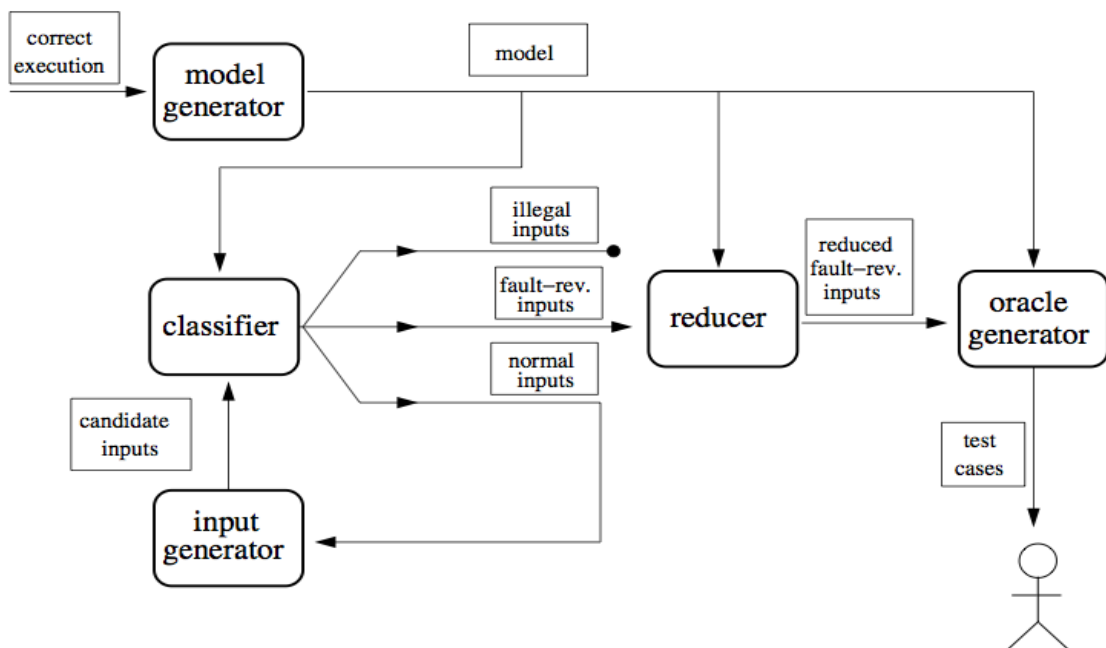 correct
execution
model
generator
model
illegal
inputs
fault−rev.
inputs
normal
inputs
classifier
reducer
reduced
fault−rev.
inputs
oracle
generator
candidate
inputs
input
generator
test
cases